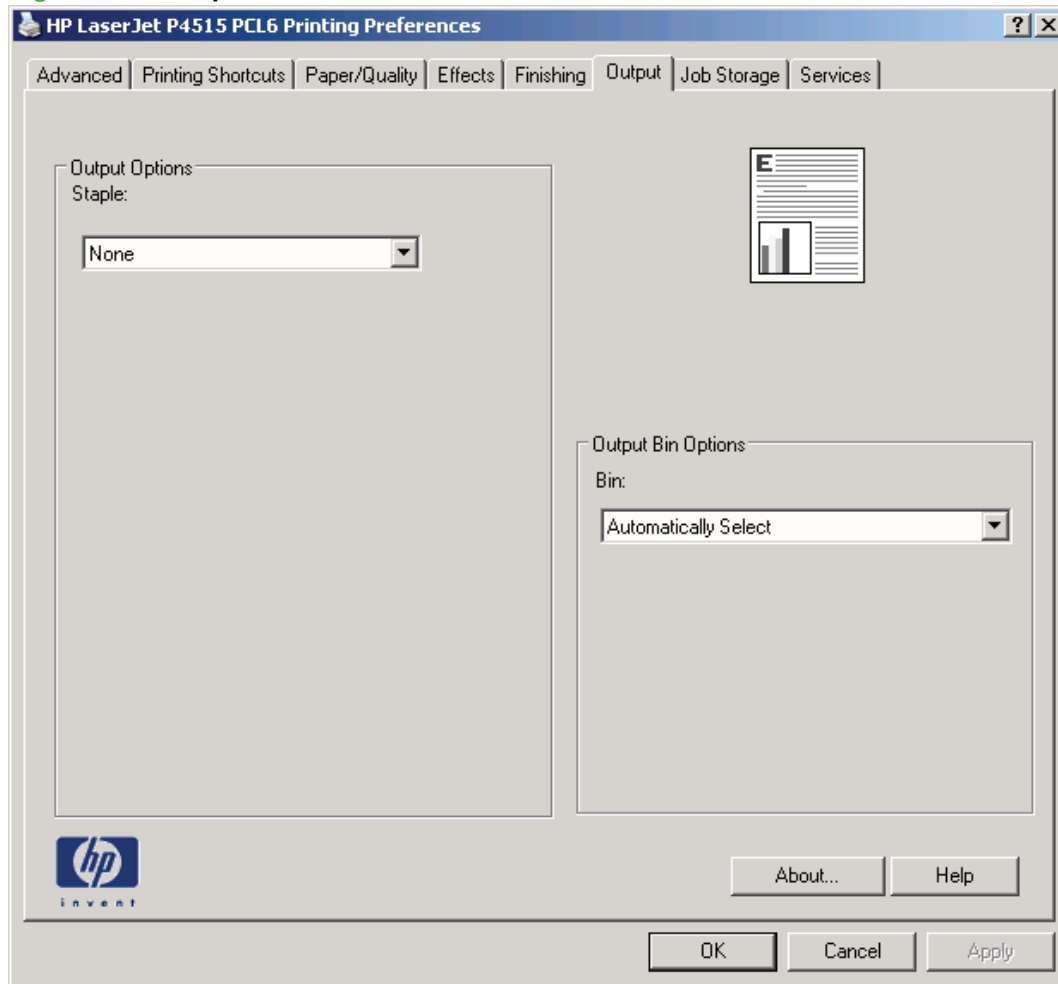 HP LaserJet P4515 PCL6 Printing Preferences
Advanced Printing Shortcuts Paper/Quality Effects Finishing Output Job Storage Services
Output Options
Staple:
None
E
Output Bin Options
Bin:
Automatically Select
hp
invent
About... Help
OK Cancel Apply